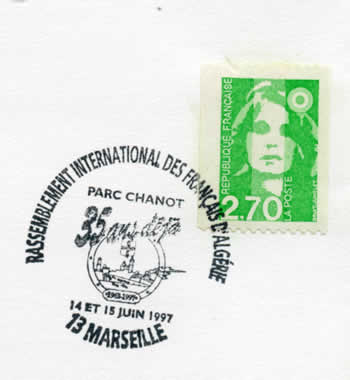 RASSEMBLEMENT INTERNATIONAL DES FRANÇAIS D'ALGÉRIE
PARC CHANOT
35 ans déjà
1962-1997
14 ET 15 JUIN 1997
13 MARSEILLE
RÉPUBLIQUE FRANÇAISE
2,70
LA POSTE